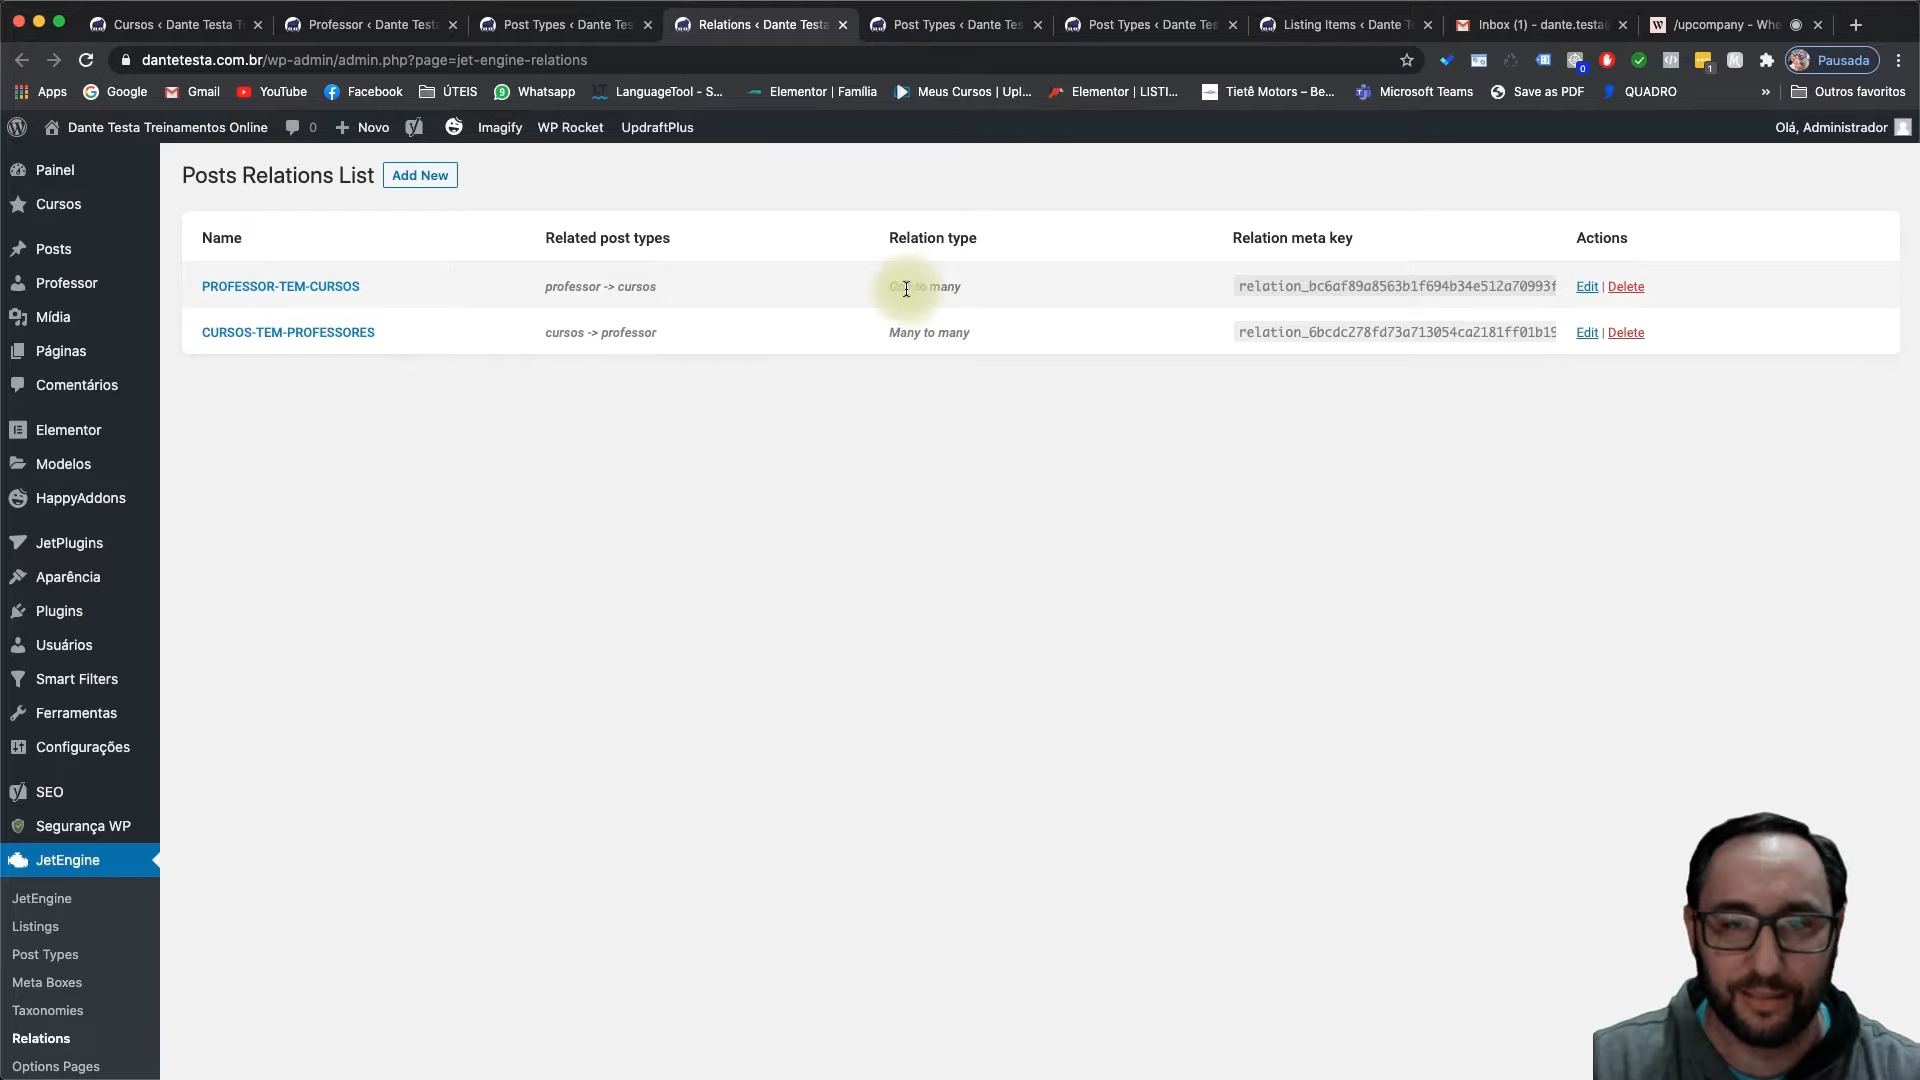 Cursos ‹ Dante Testa T
Professor ‹ Dante Testa
Post Types ‹ Dante Tes
Relations ‹ Dante Testa
Post Types ‹ Dante Tes
Post Types ‹ Dante Tes
Listing Items ‹ Dante T
Inbox (1) - dante.testa
/upcompany - Whe
dantetesta.com.br/wp-admin/admin.php?page=jet-engine-relations
0
1
Pausada
Apps
Google
Gmail
YouTube
Facebook
ÚTEIS
Whatsapp
LanguageTool - S...
Elementor | Família
Meus Cursos | Upl...
Elementor | LISTI...
Tietê Motors – Be...
Microsoft Teams
Save as PDF
QUADRO
»
Outros favoritos
Dante Testa Treinamentos Online
0
Novo
Imagify
WP Rocket
UpdraftPlus
Olá, Administrador
Painel
Cursos
Posts
Professor
Mídia
Páginas
Comentários
Elementor
Modelos
HappyAddons
JetPlugins
Aparência
Plugins
Usuários
Smart Filters
Ferramentas
Configurações
SEO
Segurança WP
JetEngine
JetEngine
Listings
Post Types
Meta Boxes
Taxonomies
Relations
Options Pages
Posts Relations List
Add New
Name Related post types Relation type Relation meta key Actions
PROFESSOR-TEM-CURSOS professor -> cursos to many relation_bc6af89a8563b1f694b34e512a70993f Edit | Delete
CURSOS-TEM-PROFESSORES cursos -> professor Many to many relation_6bcdc278fd73a713054ca2181ff01b19 Edit | Delete